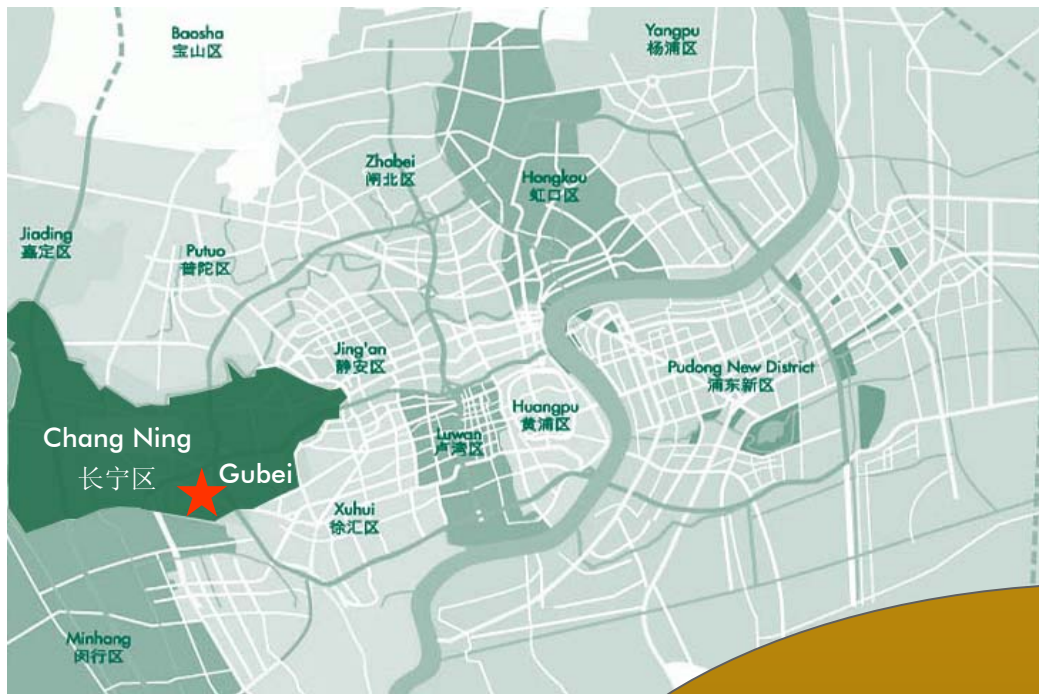 Baosha
宝山区
Yangpu
杨浦区
Zhabei
闸北区
Hongkou
虹口区
Jiading
嘉定区
Putuo
普陀区
Jing'an
静安区
Pudong New District
浦东新区
Huangpu
黄浦区
Luwan
卢湾区
Chang Ning
长宁区
Gubei
Xuhui
徐汇区
Minhang
闵行区